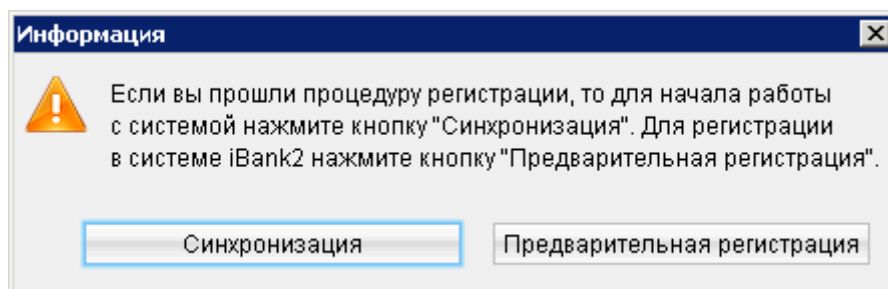 Информация
Если вы прошли процедуру регистрации, то для начала работы
с системой нажмите кнопку "Синхронизация". Для регистрации
в системе iBank2 нажмите кнопку "Предварительная регистрация".
Синхронизация
Предварительная регистрация